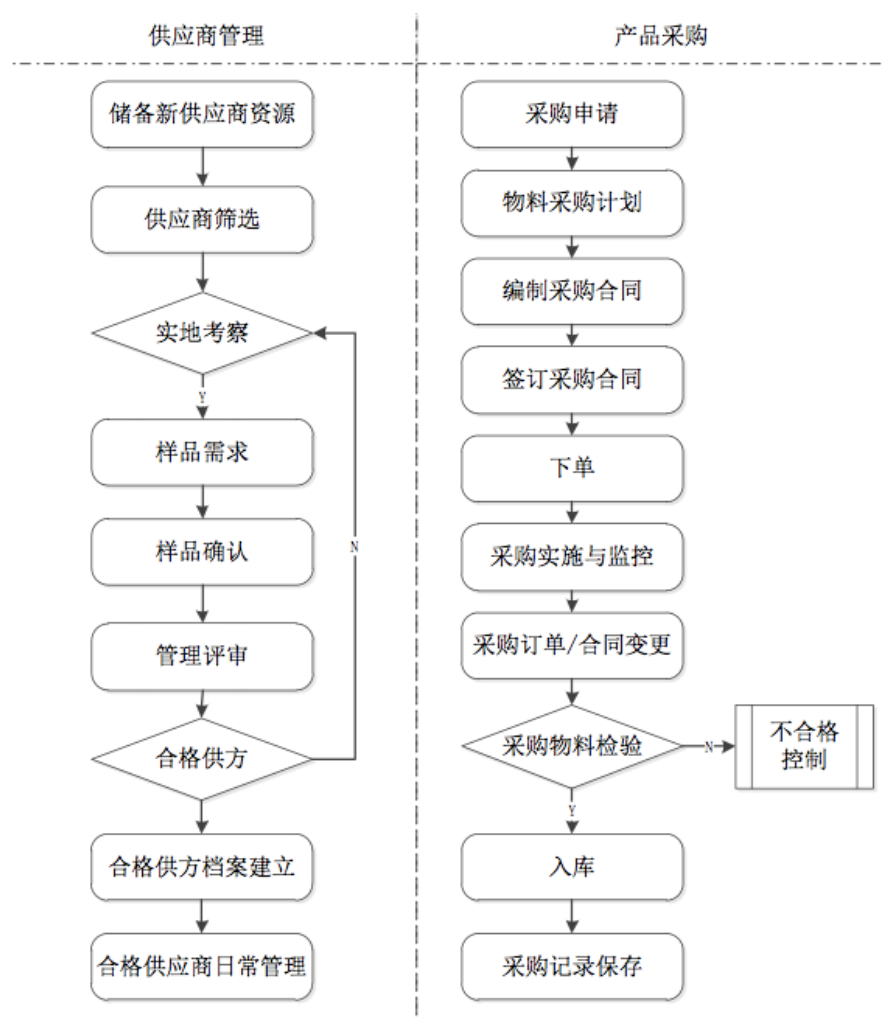 供应商管理
储备新供应商资源
供应商筛选
实地考察
Y
样品需求
样品确认
N
管理评审
合格供方
合格供方档案建立
合格供应商日常管理
产品采购
采购申请
物料采购计划
编制采购合同
签订采购合同
下单
采购实施与监控
采购订单/合同变更
采购物料检验
N
不合格
控制
Y
入库
采购记录保存